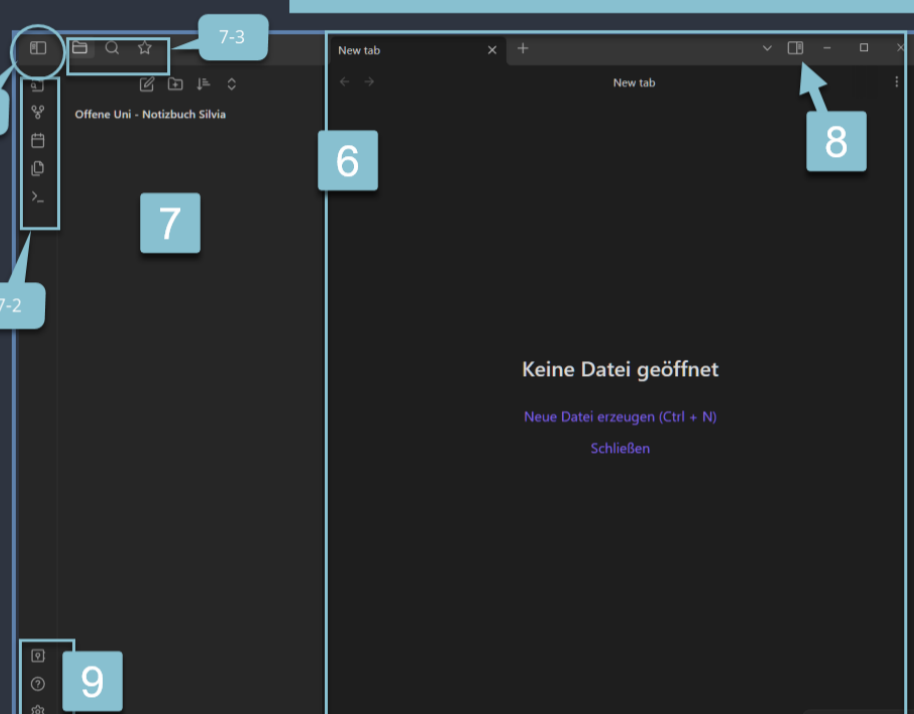 7-3
New tab
New tab
Offene Uni - Notizbuch Silvia
6
8
7
7-2
Keine Datei geöffnet
Neue Datei erzeugen (Ctrl + N)
Schließen
9